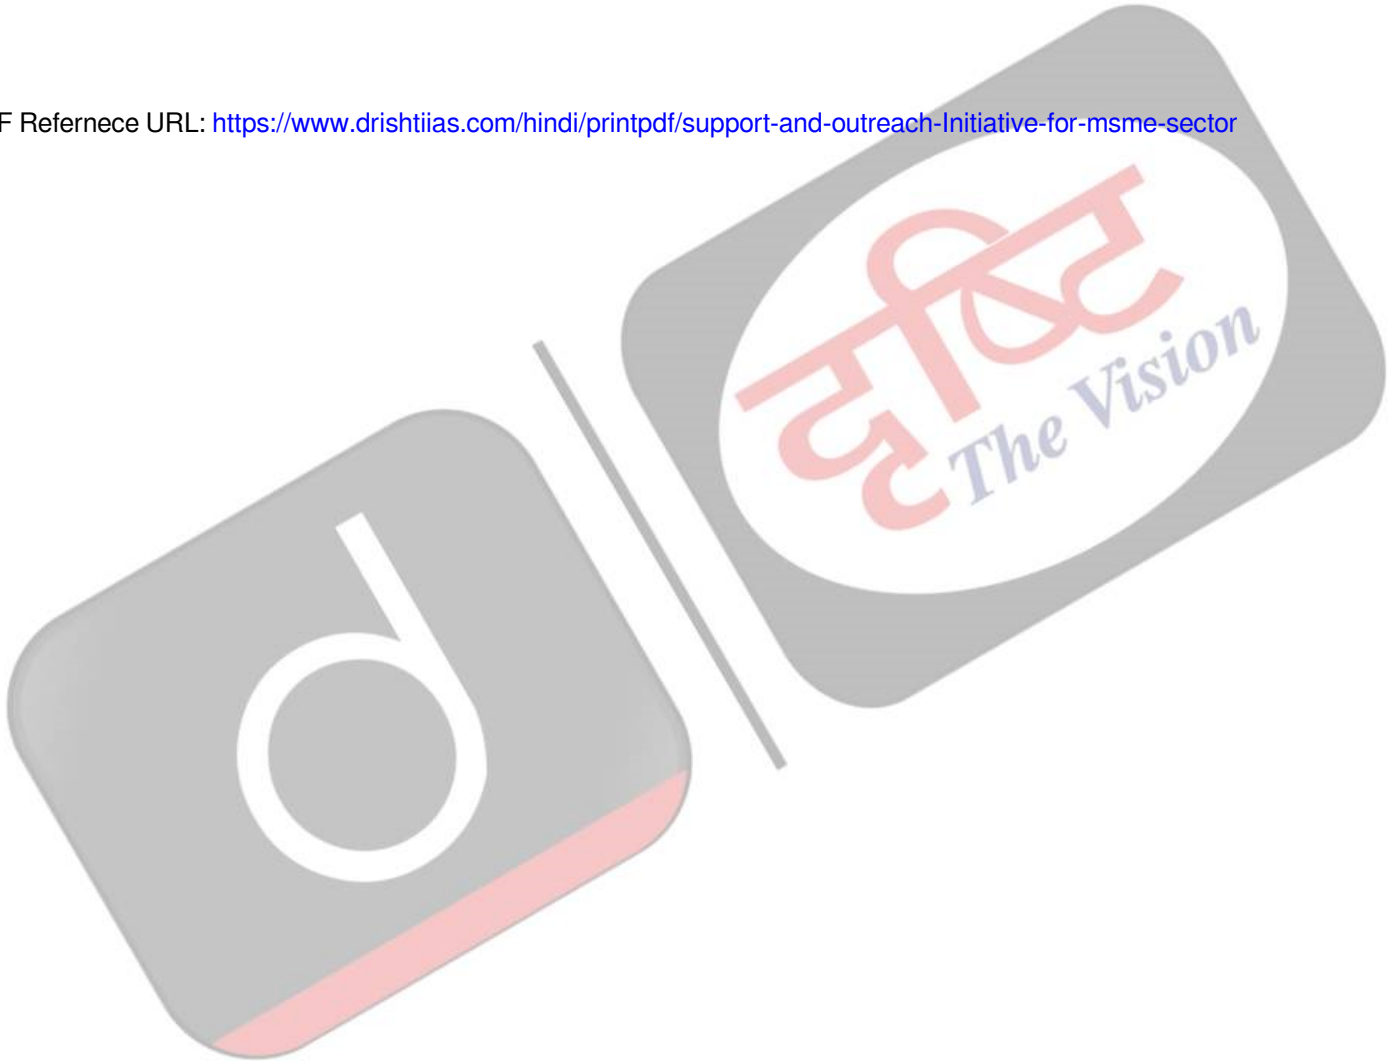 F Refernece URL: https://www.drishtiias.com/hindi/printpdf/support-and-outreach-Initiative-for-msme-sector
दृष्टि
The Vision
d